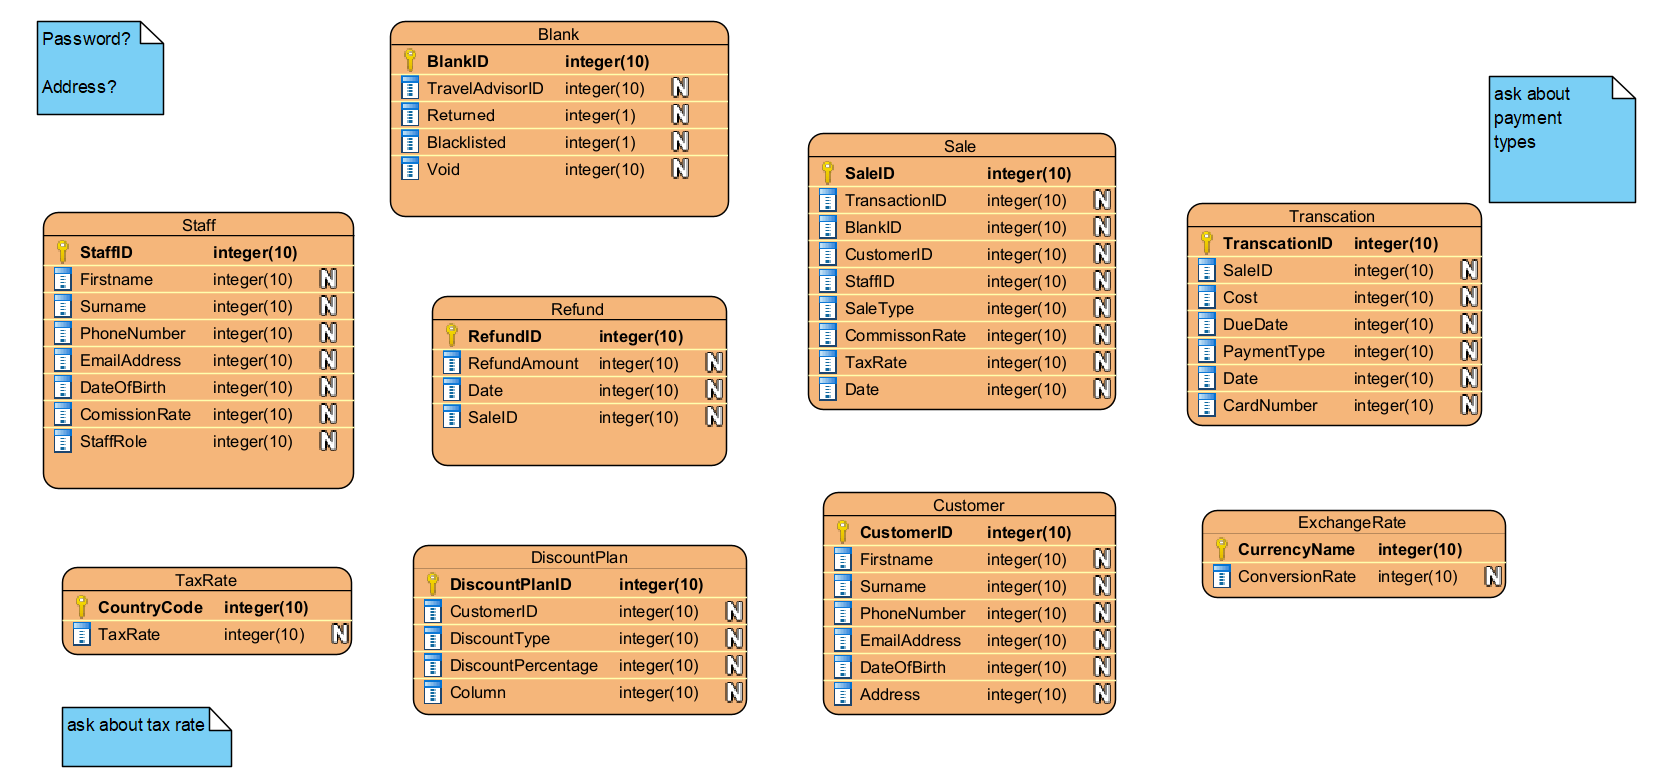 Password?
Address?
Blank
BlankID integer(10)
TravelAdvisorID integer(10) N
Returned integer(1) N
Blacklisted integer(1) N
Void integer(10) N
ask about
payment
types
Sale
SaleID integer(10)
TransactionID integer(10) N
BlankID integer(10) N
CustomerID integer(10) N
StaffID integer(10) N
SaleType integer(10) N
CommissonRate integer(10) N
TaxRate integer(10) N
Date integer(10) N
Transcation
TranscationID integer(10)
SaleID integer(10) N
Cost integer(10) N
DueDate integer(10) N
PaymentType integer(10) N
Date integer(10) N
CardNumber integer(10) N
Staff
StaffID integer(10)
Firstname integer(10) N
Surname integer(10) N
PhoneNumber integer(10) N
EmailAddress integer(10) N
DateOfBirth integer(10) N
ComissionRate integer(10) N
StaffRole integer(10) N
Refund
RefundID integer(10)
RefundAmount integer(10) N
Date integer(10) N
SaleID integer(10) N
Customer
CustomerID integer(10)
Firstname integer(10) N
Surname integer(10) N
PhoneNumber integer(10) N
EmailAddress integer(10) N
DateOfBirth integer(10) N
Address integer(10) N
ExchangeRate
CurrencyName integer(10)
ConversionRate integer(10) N
DiscountPlan
DiscountPlanID integer(10)
CustomerID integer(10) N
DiscountType integer(10) N
DiscountPercentage integer(10) N
Column integer(10) N
TaxRate
CountryCode integer(10)
TaxRate integer(10) N
ask about tax rate